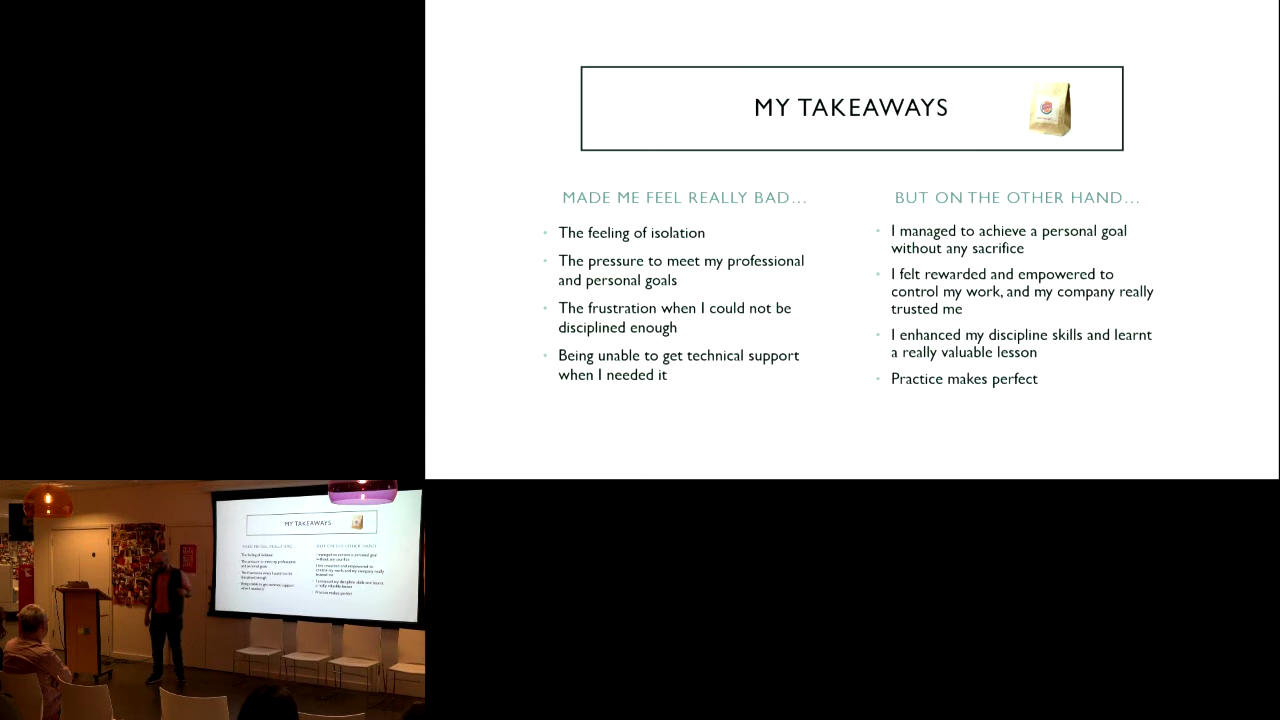 MY TAKEAWAYS
MADE ME FEEL REALLY BAD...
• The feeling of isolation
• The pressure to meet my professional
and personal goals
• The frustration when I could not be
disciplined enough
• Being unable to get technical support
when I needed it
BUT ON THE OTHER HAND...
• I managed to achieve a personal goal
without any sacrifice
• I felt rewarded and empowered to
control my work, and my company really
trusted me
• I enhanced my discipline skills and learnt
a really valuable lesson
• Practice makes perfect
MY TAKEAWAYS